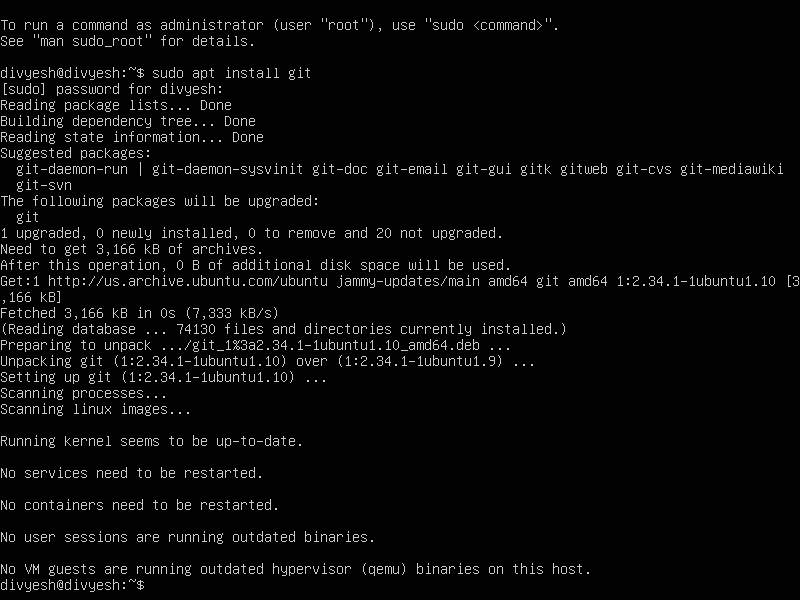 To run a command as administrator (user "root"), use "sudo <command>".
See "man sudo_root" for details.
divyesh@divyesh:~$ sudo apt install git
[sudo] password for divyesh:
Reading package lists... Done
Building dependency tree... Done
Reading state information... Done
Suggested packages:
  git-daemon-run | git-daemon-sysvinit git-doc git-email git-gui gitk gitweb git-cvs git-mediawiki
  git-svn
The following packages will be upgraded:
  git
1 upgraded, 0 newly installed, 0 to remove and 20 not upgraded.
Need to get 3,166 kB of archives.
After this operation, 0 B of additional disk space will be used.
Get:1 http://us.archive.ubuntu.com/ubuntu jammy-updates/main amd64 git amd64 1:2.34.1-1ubuntu1.10 [3
,166 kB]
Fetched 3,166 kB in 0s (7,333 kB/s)
(Reading database ... 74130 files and directories currently installed.)
Preparing to unpack .../git_1%3a2.34.1-1ubuntu1.10_amd64.deb ...
Unpacking git (1:2.34.1-1ubuntu1.10) over (1:2.34.1-1ubuntu1.9) ...
Setting up git (1:2.34.1-1ubuntu1.10) ...
Scanning processes...
Scanning linux images...
Running kernel seems to be up-to-date.
No services need to be restarted.
No containers need to be restarted.
No user sessions are running outdated binaries.
No VM guests are running outdated hypervisor (qemu) binaries on this host.
divyesh@divyesh:~$